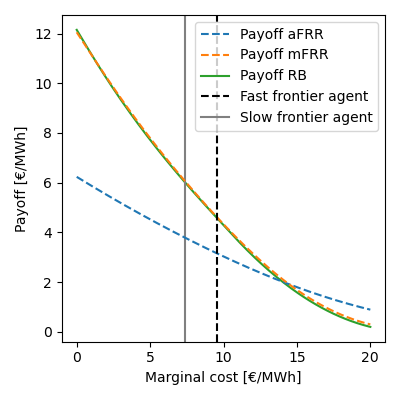 Payoff aFRR
Payoff mFRR
Payoff RB
Fast frontier agent
Slow frontier agent
12
10
8
6
4
2
0
Payoff [€/MWh]
0 5 10 15 20
Marginal cost [€/MWh]